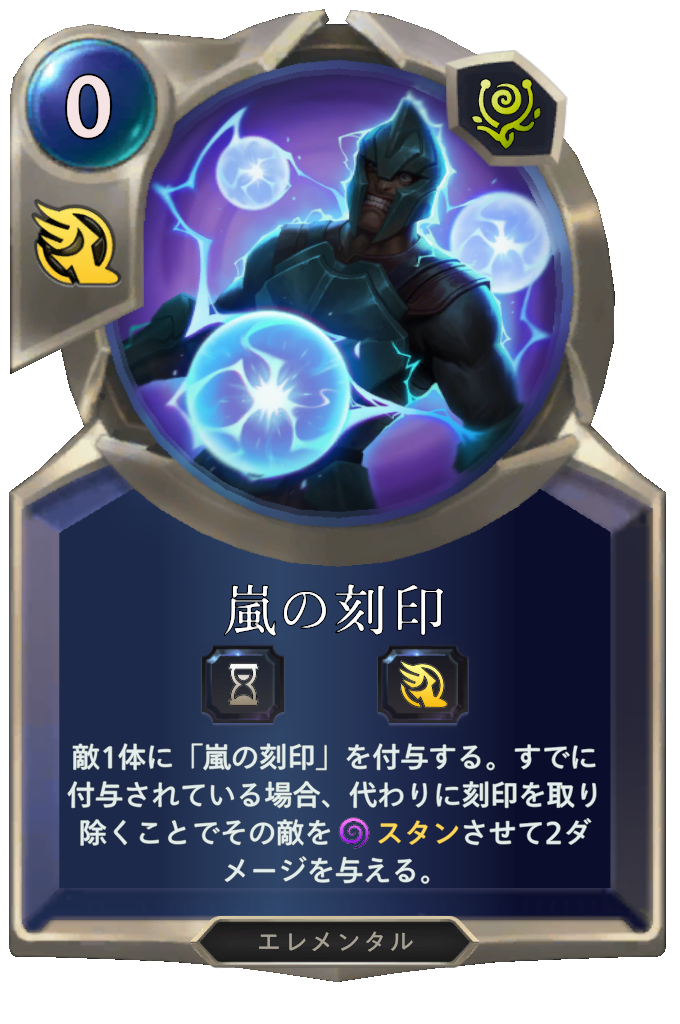 0
嵐の刻印
敵1体に「嵐の刻印」を付与する。すでに
付与されている場合、代わりに刻印を取り
除くことでその敵をスタンさせて2ダ
メージを与える。
エレメンタル